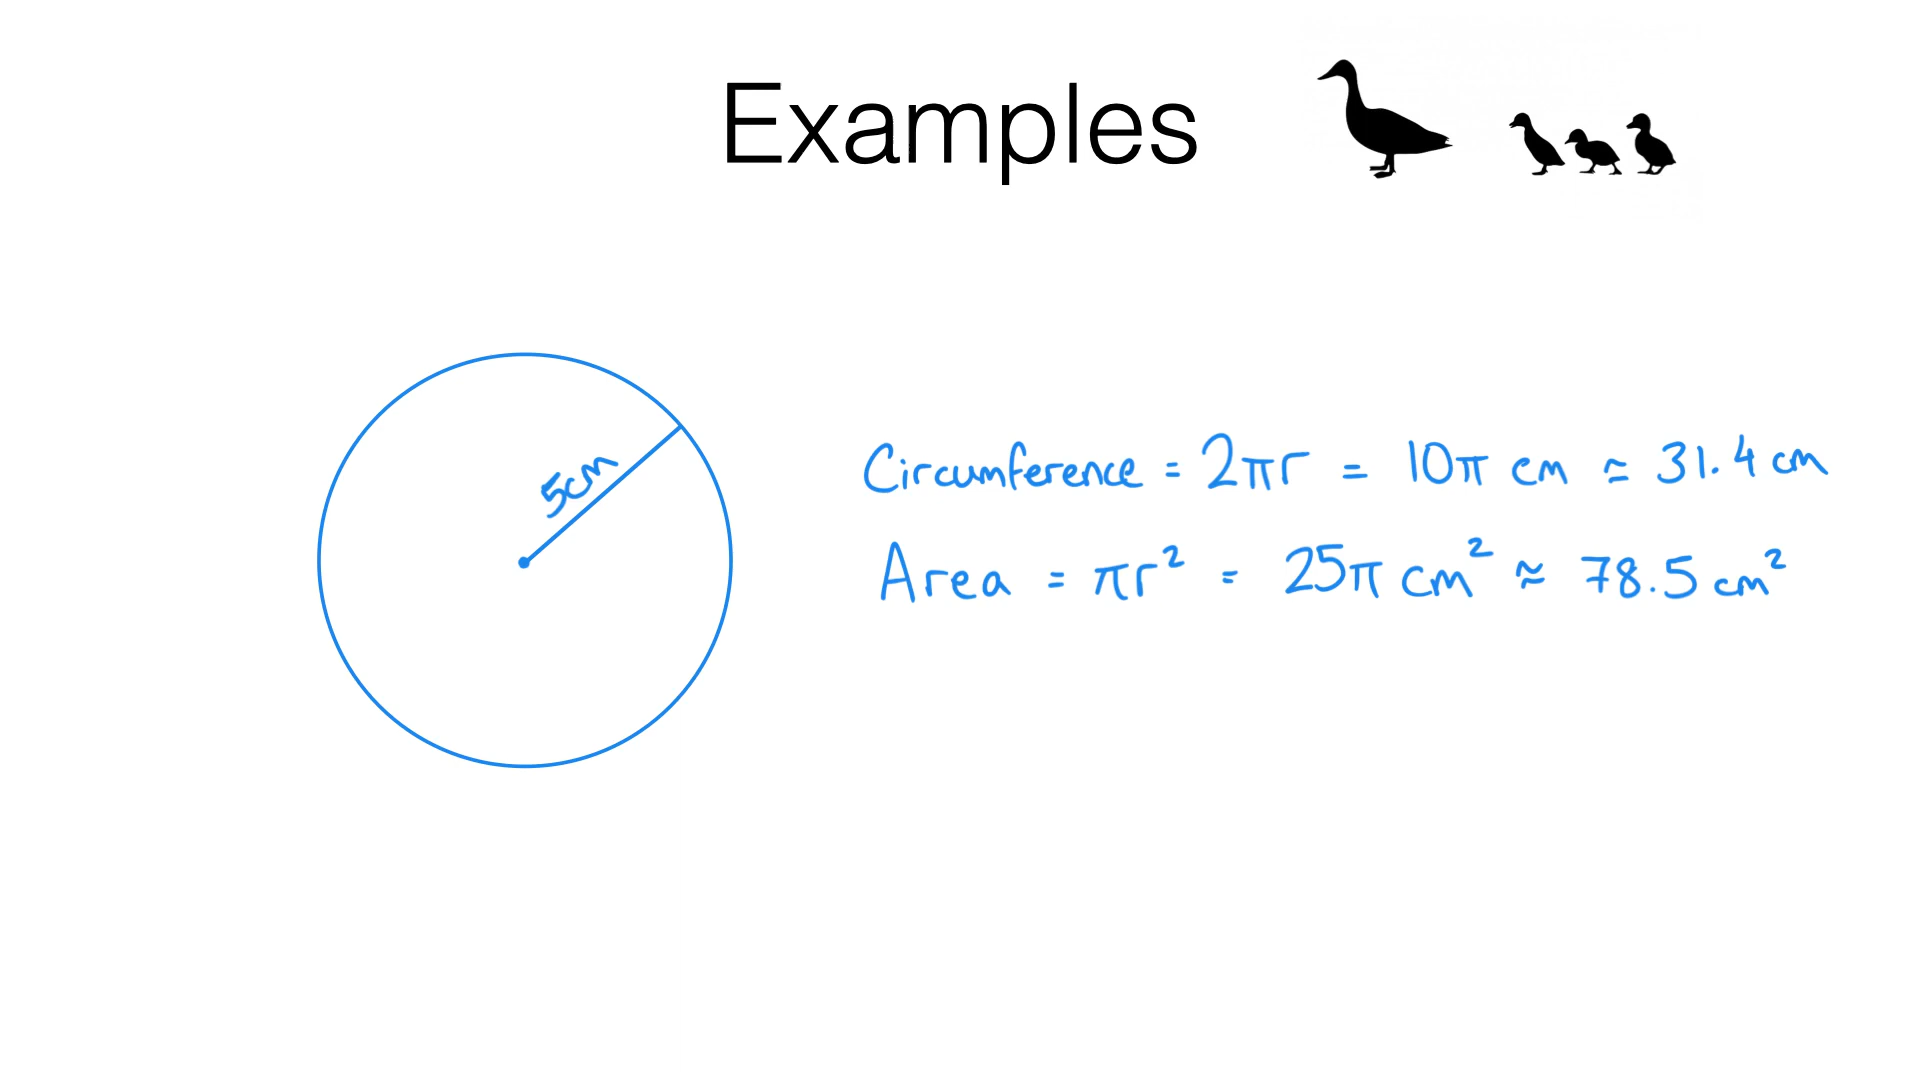 Examples
5cm
Circumference = 2πr = 10π cm ≈ 31.4 cm
Area = πr² = 25π cm² ≈ 78.5 cm²